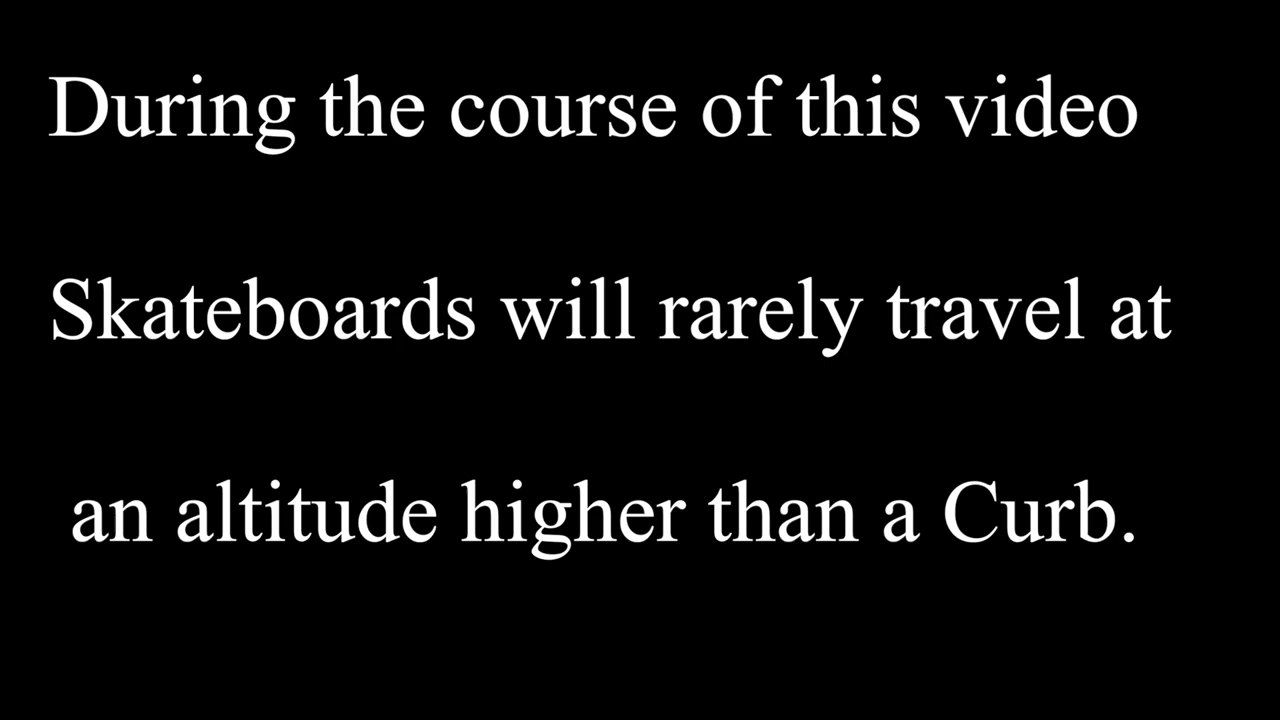 During the course of this video
Skateboards will rarely travel at
an altitude higher than a Curb.